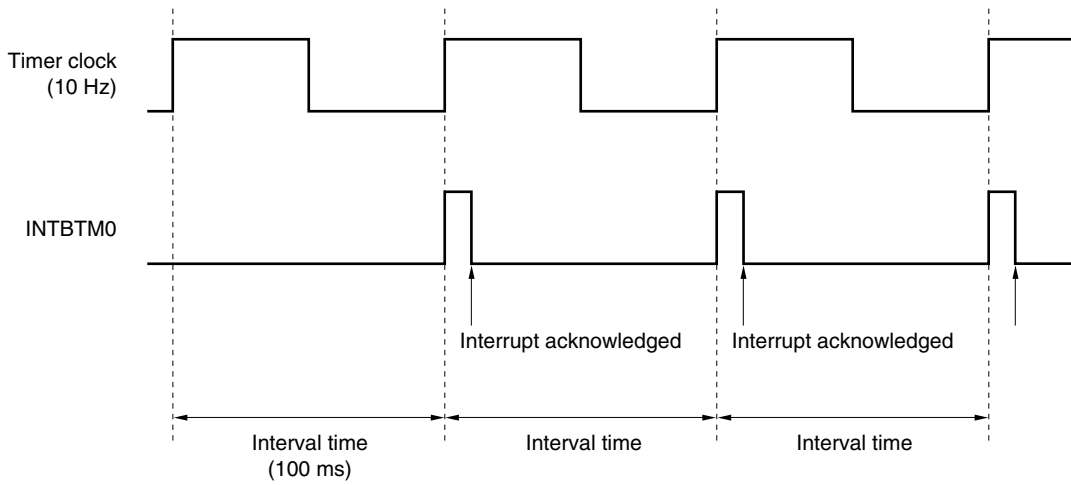 Timer clock
(10 Hz)
INTBTM0
Interrupt acknowledged
Interrupt acknowledged
Interval time
(100 ms)
Interval time
Interval time